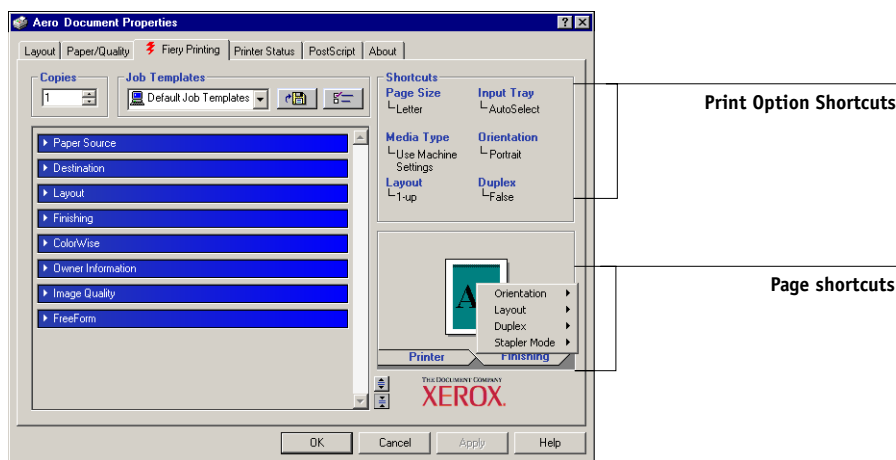 Aero Document Properties
Layout
Paper/Quality
Fiery Printing
Printer Status
PostScript
About
Copies
1
Job Templates
Default Job Templates
Paper Source
Destination
Layout
Finishing
ColorWise
Owner Information
Image Quality
FreeForm
Shortcuts
Page Size
Letter
Input Tray
AutoSelect
Media Type
Use Machine
Settings
Orientation
Portrait
Layout
1-up
Duplex
False
A
Orientation
Layout
Duplex
Stapler Mode
Printer
Finishing
THE DOCUMENT COMPANY
XEROX.
OK
Cancel
Apply
Help
Print Option Shortcuts
Page shortcuts